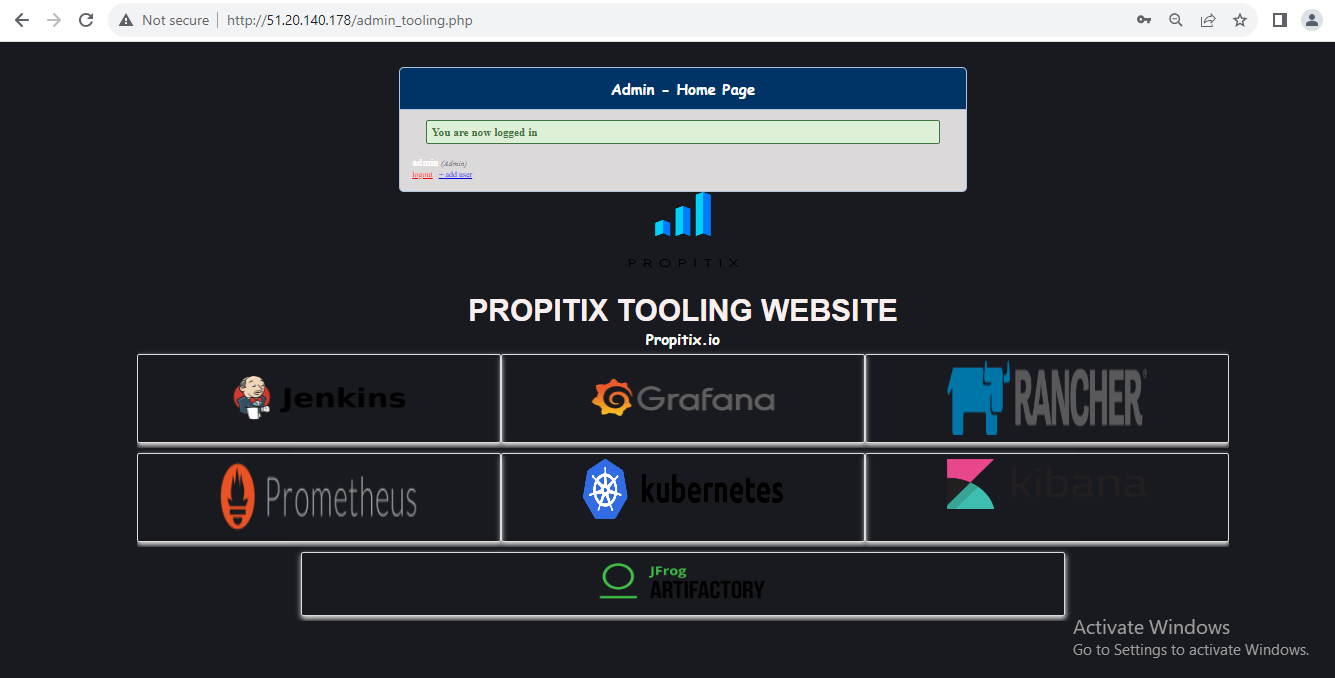 Not secure http://51.20.140.178/admin_tooling.php
Admin - Home Page
You are now logged in
admin (Admin)
logout + add user
PROPITIX
PROPITIX TOOLING WEBSITE
Propitix.io
Jenkins Grafana RANCHER
Prometheus kubernetes kibana
JFrog
ARTIFACTORY
Activate Windows
Go to Settings to activate Windows.